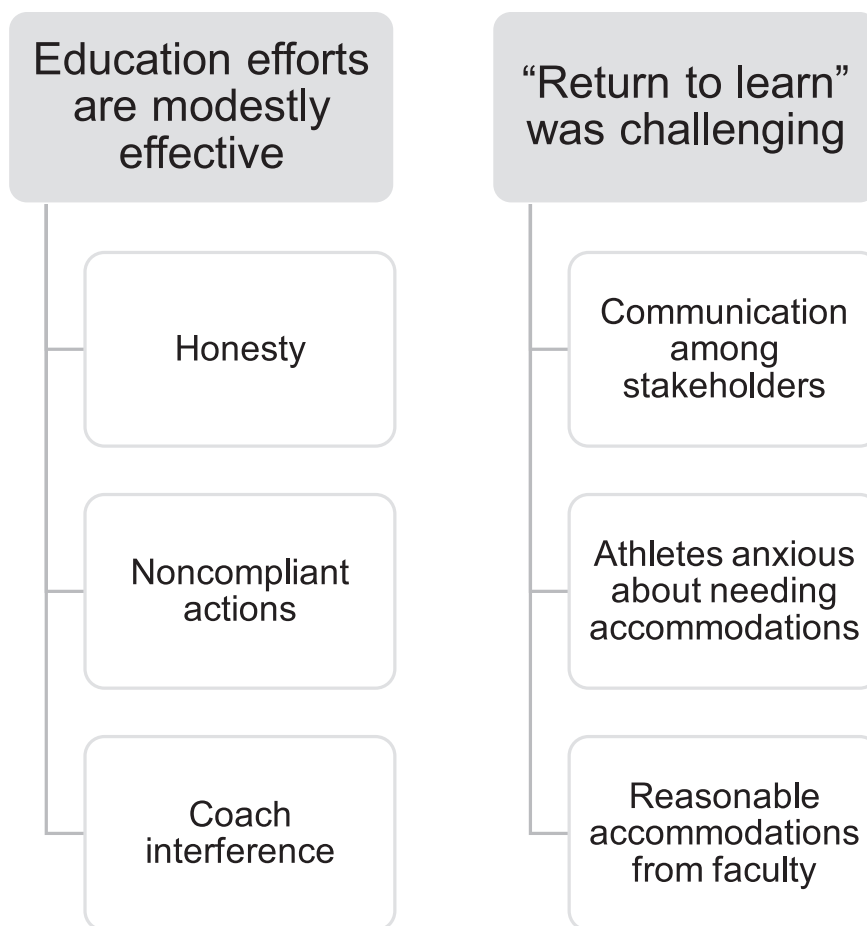 Education efforts
are modestly
effective
Honesty
Noncompliant
actions
Coach
interference
“Return to learn”
was challenging
Communication
among
stakeholders
Athletes anxious
about needing
accommodations
Reasonable
accommodations
from faculty